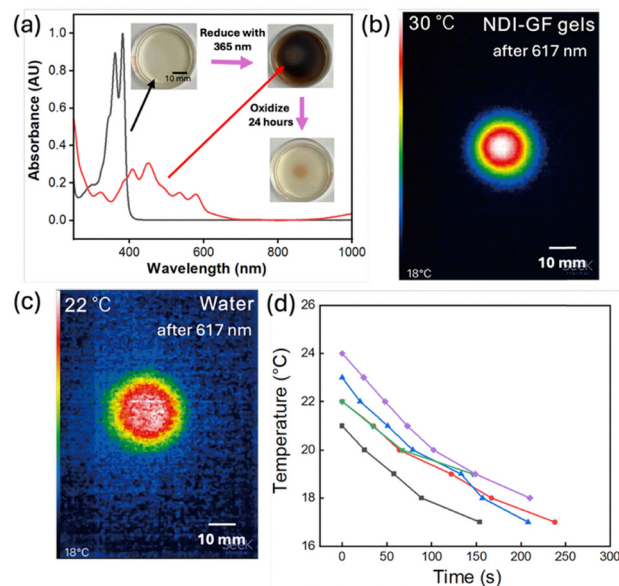 (a)
Absorbance (AU)
1.0
0.8
0.6
0.4
0.2
0.0
400
600
800
1000
Wavelength (nm)
Reduce with
365 nm
10 mm
Oxidize
24 hours
(b)
30 °C
NDI-GF gels
after 617 nm
10 mm
18°C
(c)
22 °C
Water
after 617 nm
10 mm
seek
18°C
(d)
Temperature (°C)
26
24
22
20
18
16
0
50
100
150
200
250
300
Time (s)